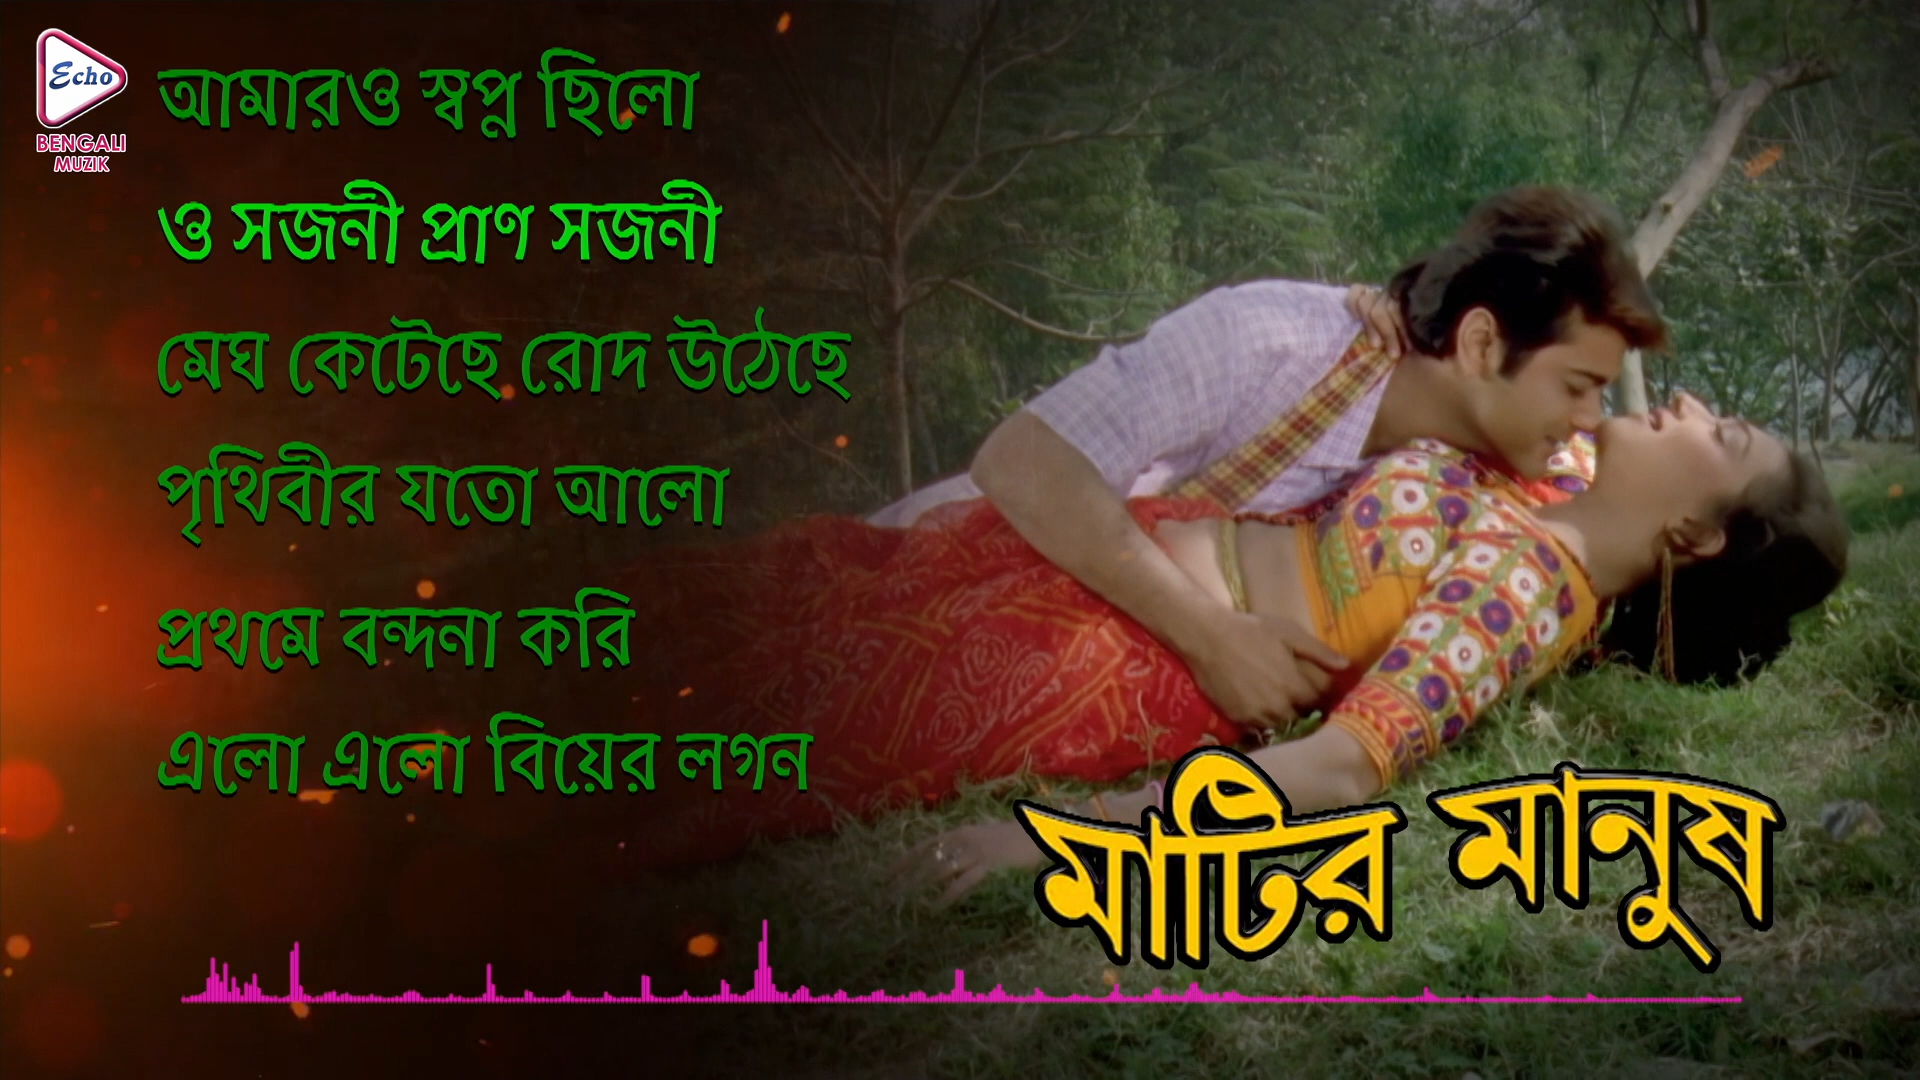 Echo
BENGALI
MUZIK
আমারও স্বপ্ন ছিলো
ও সজনী প্রাণ সজনী
মেঘ কেটেছে রোদ উঠেছে
পৃথিবীর যতো আলো
প্রথমে বন্দনা করি
এলো এলো বিয়ের লগন
মাটির মানুষ